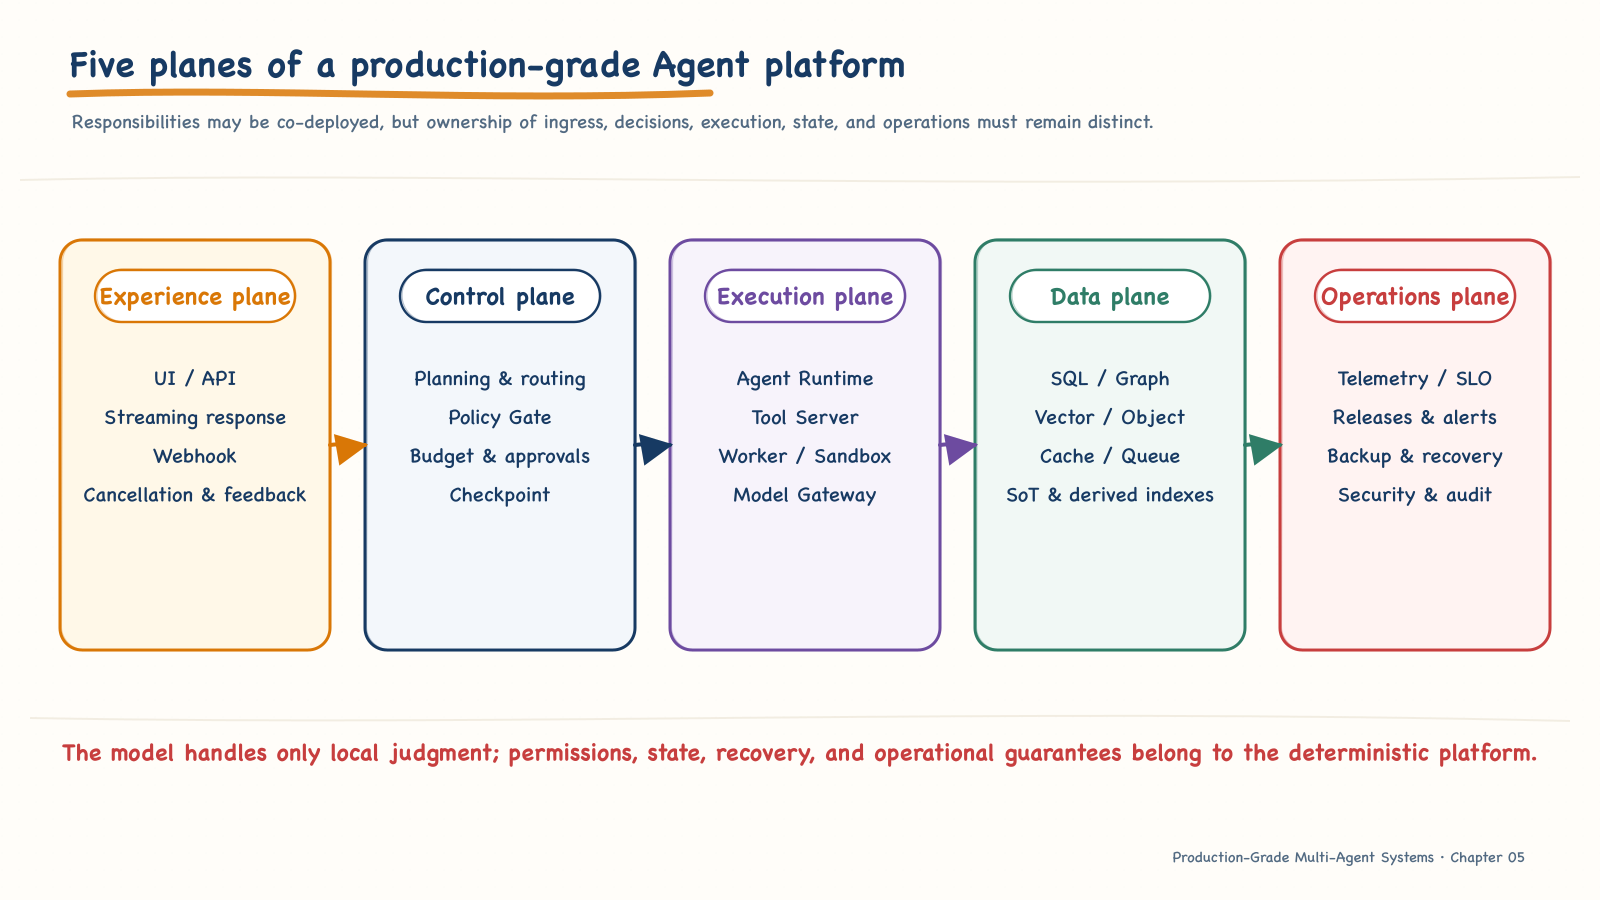 Five planes of a production-grade Agent platform
Responsibilities may be co-deployed, but ownership of ingress, decisions, execution, state, and operations must remain distinct.
Experience plane
UI / API
Streaming response
Webhook
Cancellation & feedback
Control plane
Planning & routing
Policy Gate
Budget & approvals
Checkpoint
Execution plane
Agent Runtime
Tool Server
Worker / Sandbox
Model Gateway
Data plane
SQL / Graph
Vector / Object
Cache / Queue
SoT & derived indexes
Operations plane
Telemetry / SLO
Releases & alerts
Backup & recovery
Security & audit
The model handles only local judgment; permissions, state, recovery, and operational guarantees belong to the deterministic platform.
Production-Grade Multi-Agent Systems · Chapter 05